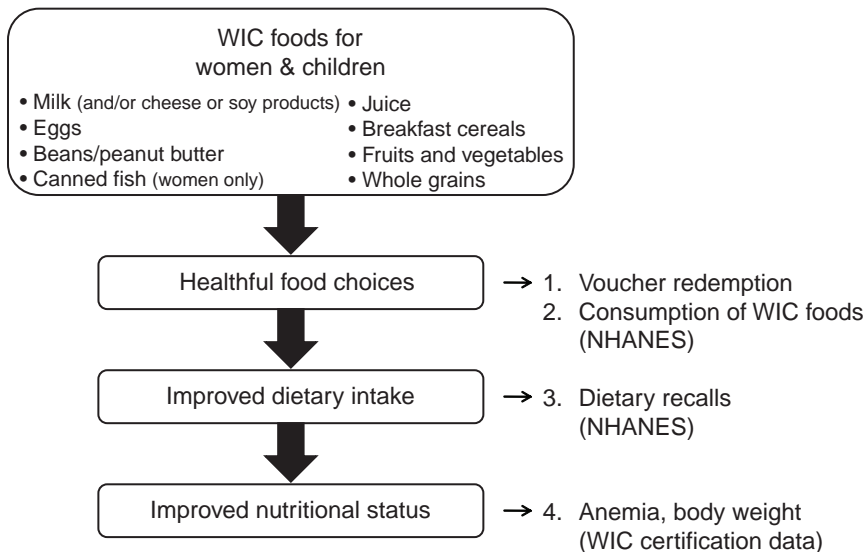 WIC foods for
women & children
• Milk (and/or cheese or soy products)
• Eggs
• Beans/peanut butter
• Canned fish (women only)
• Juice
• Breakfast cereals
• Fruits and vegetables
• Whole grains
Healthful food choices
1. Voucher redemption
2. Consumption of WIC foods
(NHANES)
Improved dietary intake
3. Dietary recalls
(NHANES)
Improved nutritional status
4. Anemia, body weight
(WIC certification data)